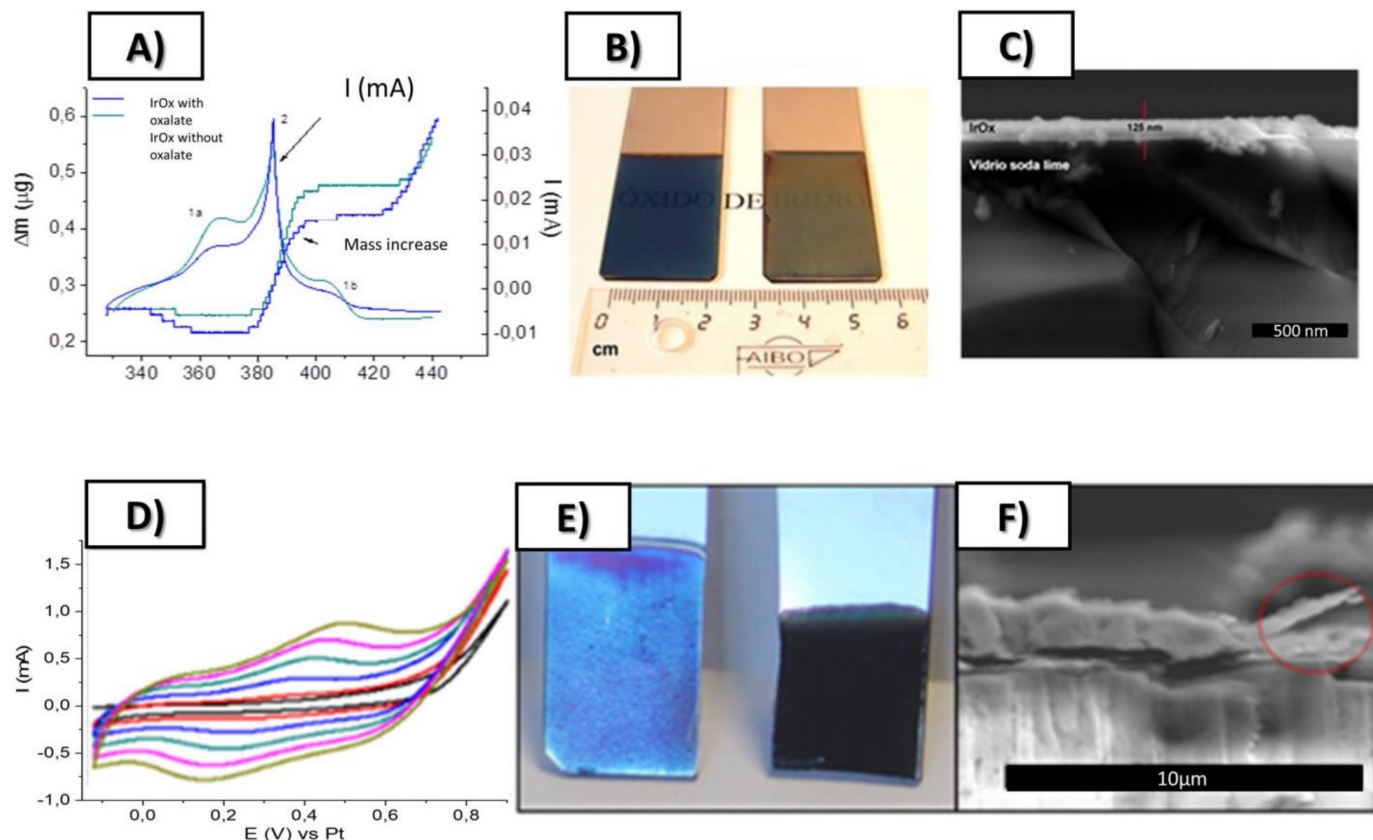 A)
I (mA)
IrOx with
oxalate
IrOx without
oxalate
2
1a
1b
Mass increase
Δm (μg)
0,6
0,5
0,4
0,3
0,2
0,04
0,03
0,02
0,01
0,00
-0,01
I (mA)
340 360 380 400 420 440
B)
ÓXIDO DE IRIDIO
0 1 2 3 4 5 6
cm
AIBO
C)
IrOx
125 nm
Vidrio soda lime
500 nm
D)
I (mA)
1,5
1,0
0,5
0,0
-0,5
-1,0
0,0 0,2 0,4 0,6 0,8
E (V) vs Pt
E)
F)
10μm